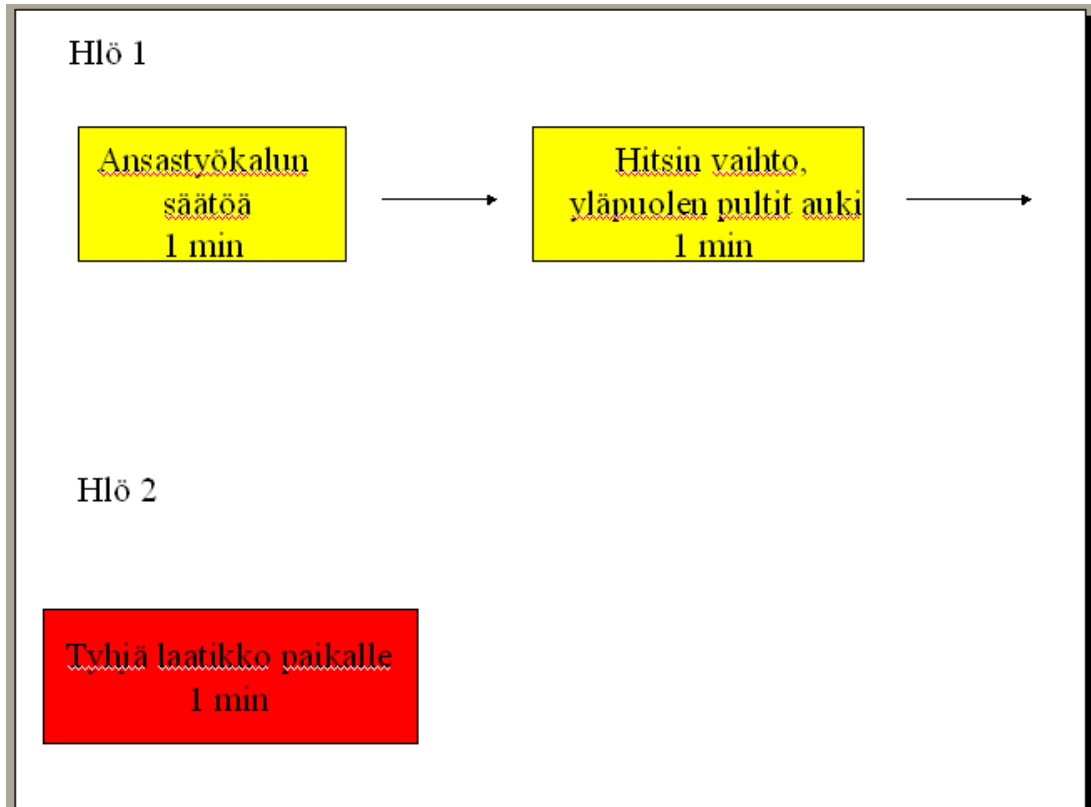 Hlö 1
Ansastyökalun
säätöä
1 min
Hitsin vaihto,
yläpuolen pultit auki
1 min
Hlö 2
Tyhjä laatikko paikalle
1 min